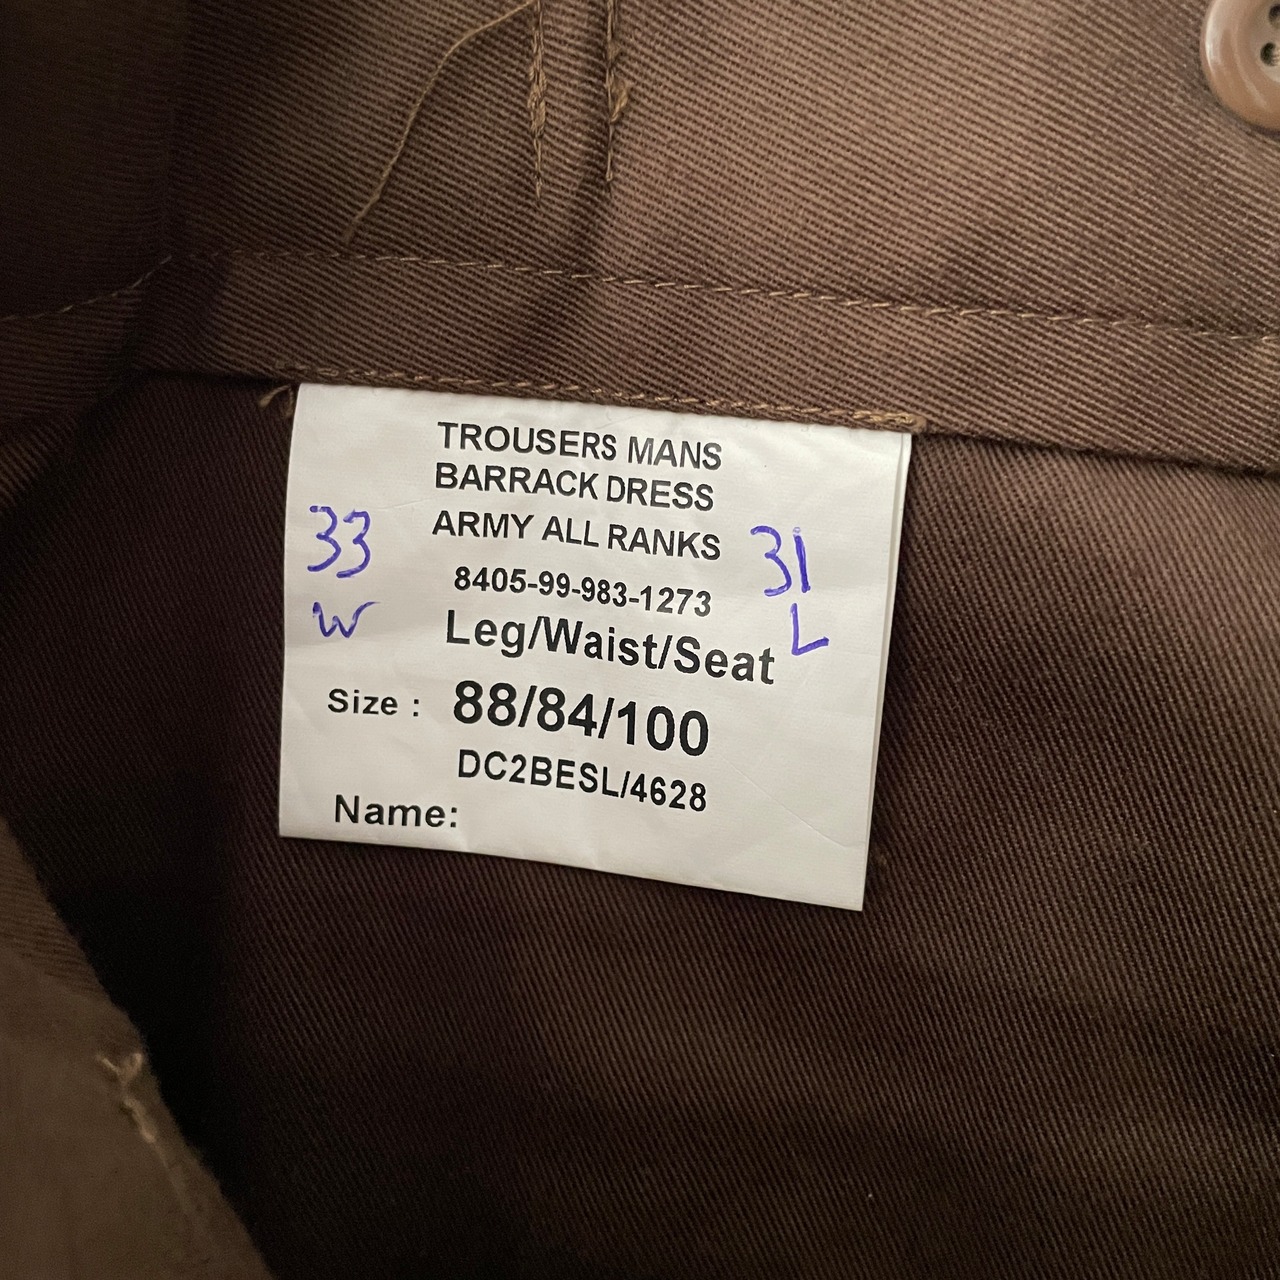 TROUSERS MANS
BARRACK DRESS
ARMY ALL RANKS
8405-99-983-1273
Leg/Waist/Seat
Size : 88/84/100
DC2BESL/4628
Name:
33
W
31
L